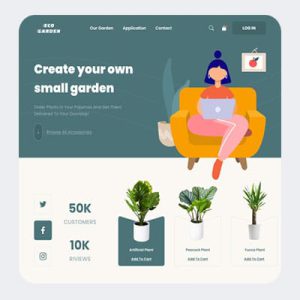 ECO
GARDEN
Our Garden
Application
Contact
LOG IN
Create your own
small garden
Order Plants In Your Pajamas And Get Them
Delivered To Your Doorstep!
Browse All Accessories
50K
CUSTOMERS
10K
RIVIEWS
Artificial Plant
Add To Cart
Peacock Plant
Add To Cart
Yucca Plant
Add To Cart